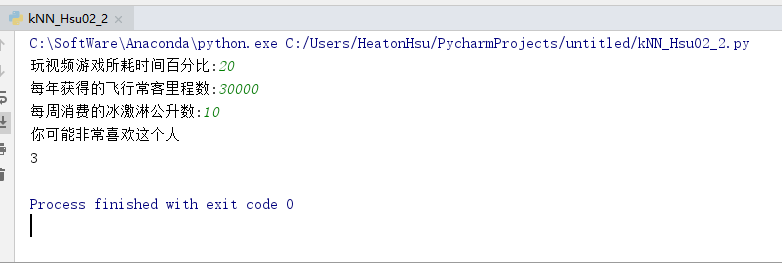 kNN_Hsu02_2
C:\SoftWare\Anaconda\python.exe C:/Users/HeatonHsu/PycharmProjects/untitled/kNN_Hsu02_2.py
玩视频游戏所耗时间百分比:20
每年获得的飞行常客里程数:30000
每周消费的冰激淋公升数:10
你可能非常喜欢这个人
3
Process finished with exit code 0